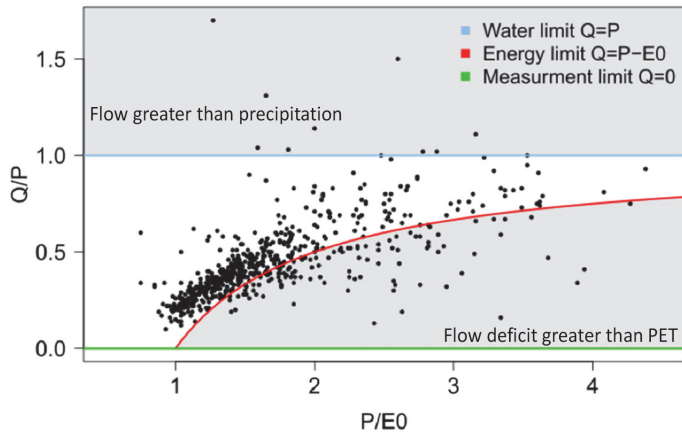 Water limit Q=P
Energy limit Q=P−E0
Measurment limit Q=0
Flow greater than precipitation
Flow deficit greater than PET
Q/P
1.5
1.0
0.5
0.0
1 2 3 4
P/E0